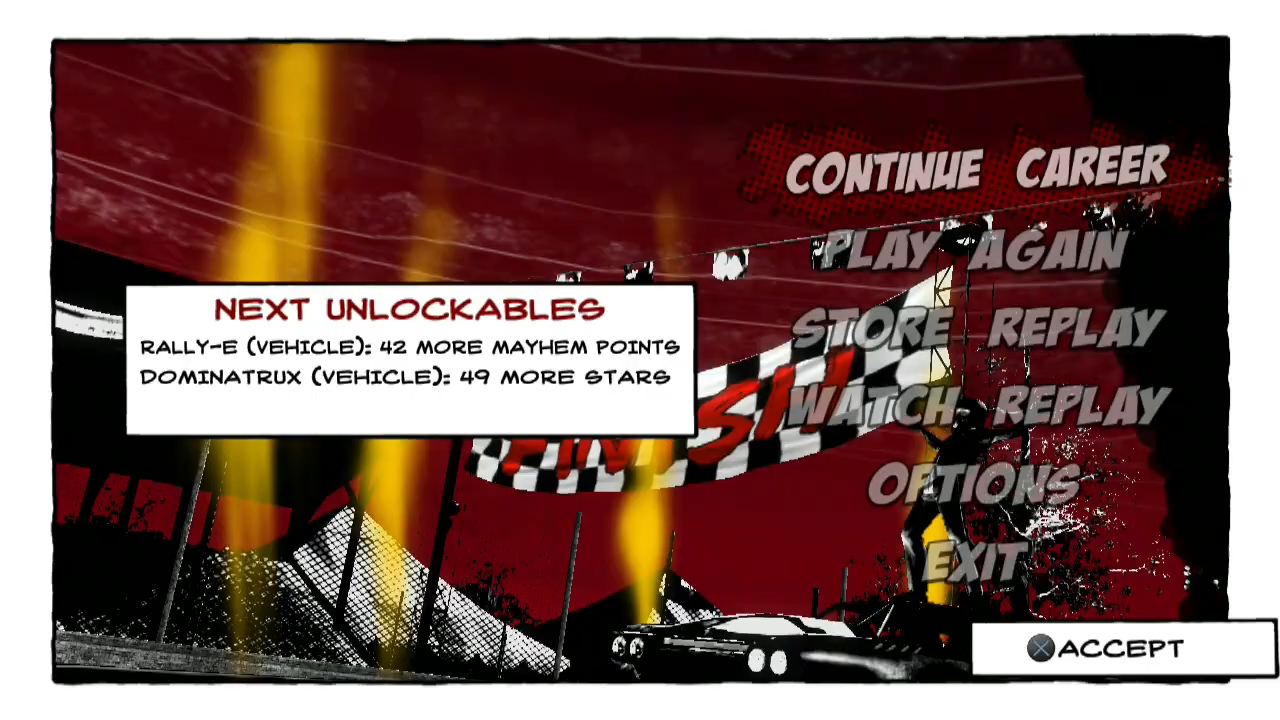 CONTINUE CAREER
PLAY AGAIN
NEXT UNLOCKABLES
RALLY-E (VEHICLE): 42 MORE MAYHEM POINTS
DOMINATRUX (VEHICLE): 49 MORE STARS
STORE REPLAY
FINISH
WATCH REPLAY
OPTIONS
EXIT
ACCEPT